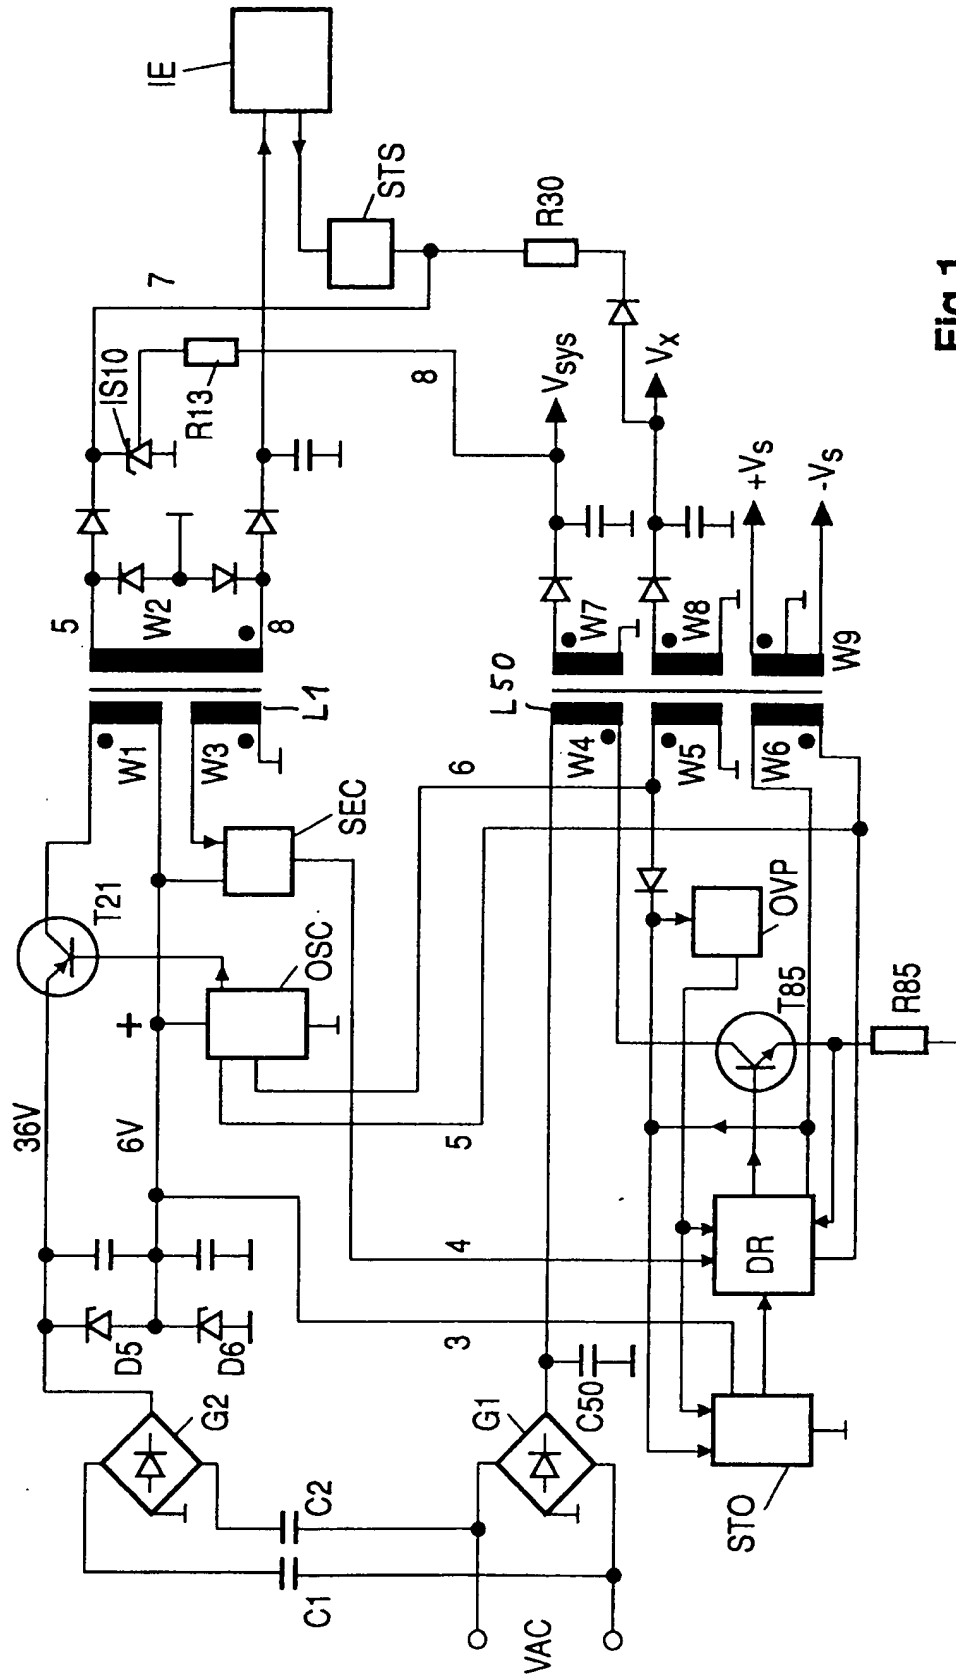 IE
STS
7
IS10
R13
8
R30
Vsys
Vx
+Vs
-Vs
5
W2
8
W7
W8
W9
L1
L50
W1
W3
W4
W5
W6
6
SEC
T21
OSC
OVP
T85
R85
+
36V
6V
5
4
DR
3
D5
D6
G2
G1
C50
C2
C1
STO
VAC
Fig.1